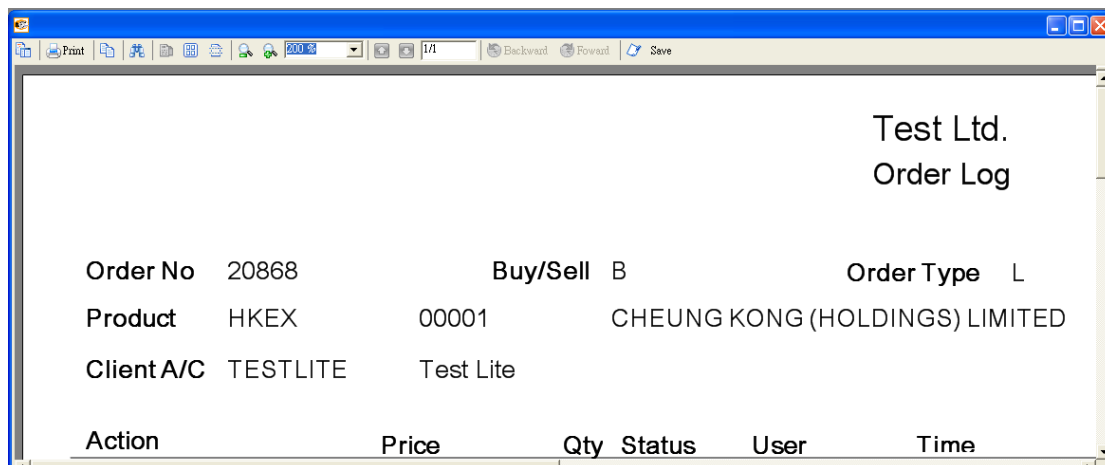 Print 200 % 1/1 Backward Foward Save
Test Ltd.
Order Log
Order No 20868 Buy/Sell B Order Type L
Product HKEX 00001 CHEUNG KONG (HOLDINGS) LIMITED
Client A/C TESTLITE Test Lite
Action Price Qty Status User Time